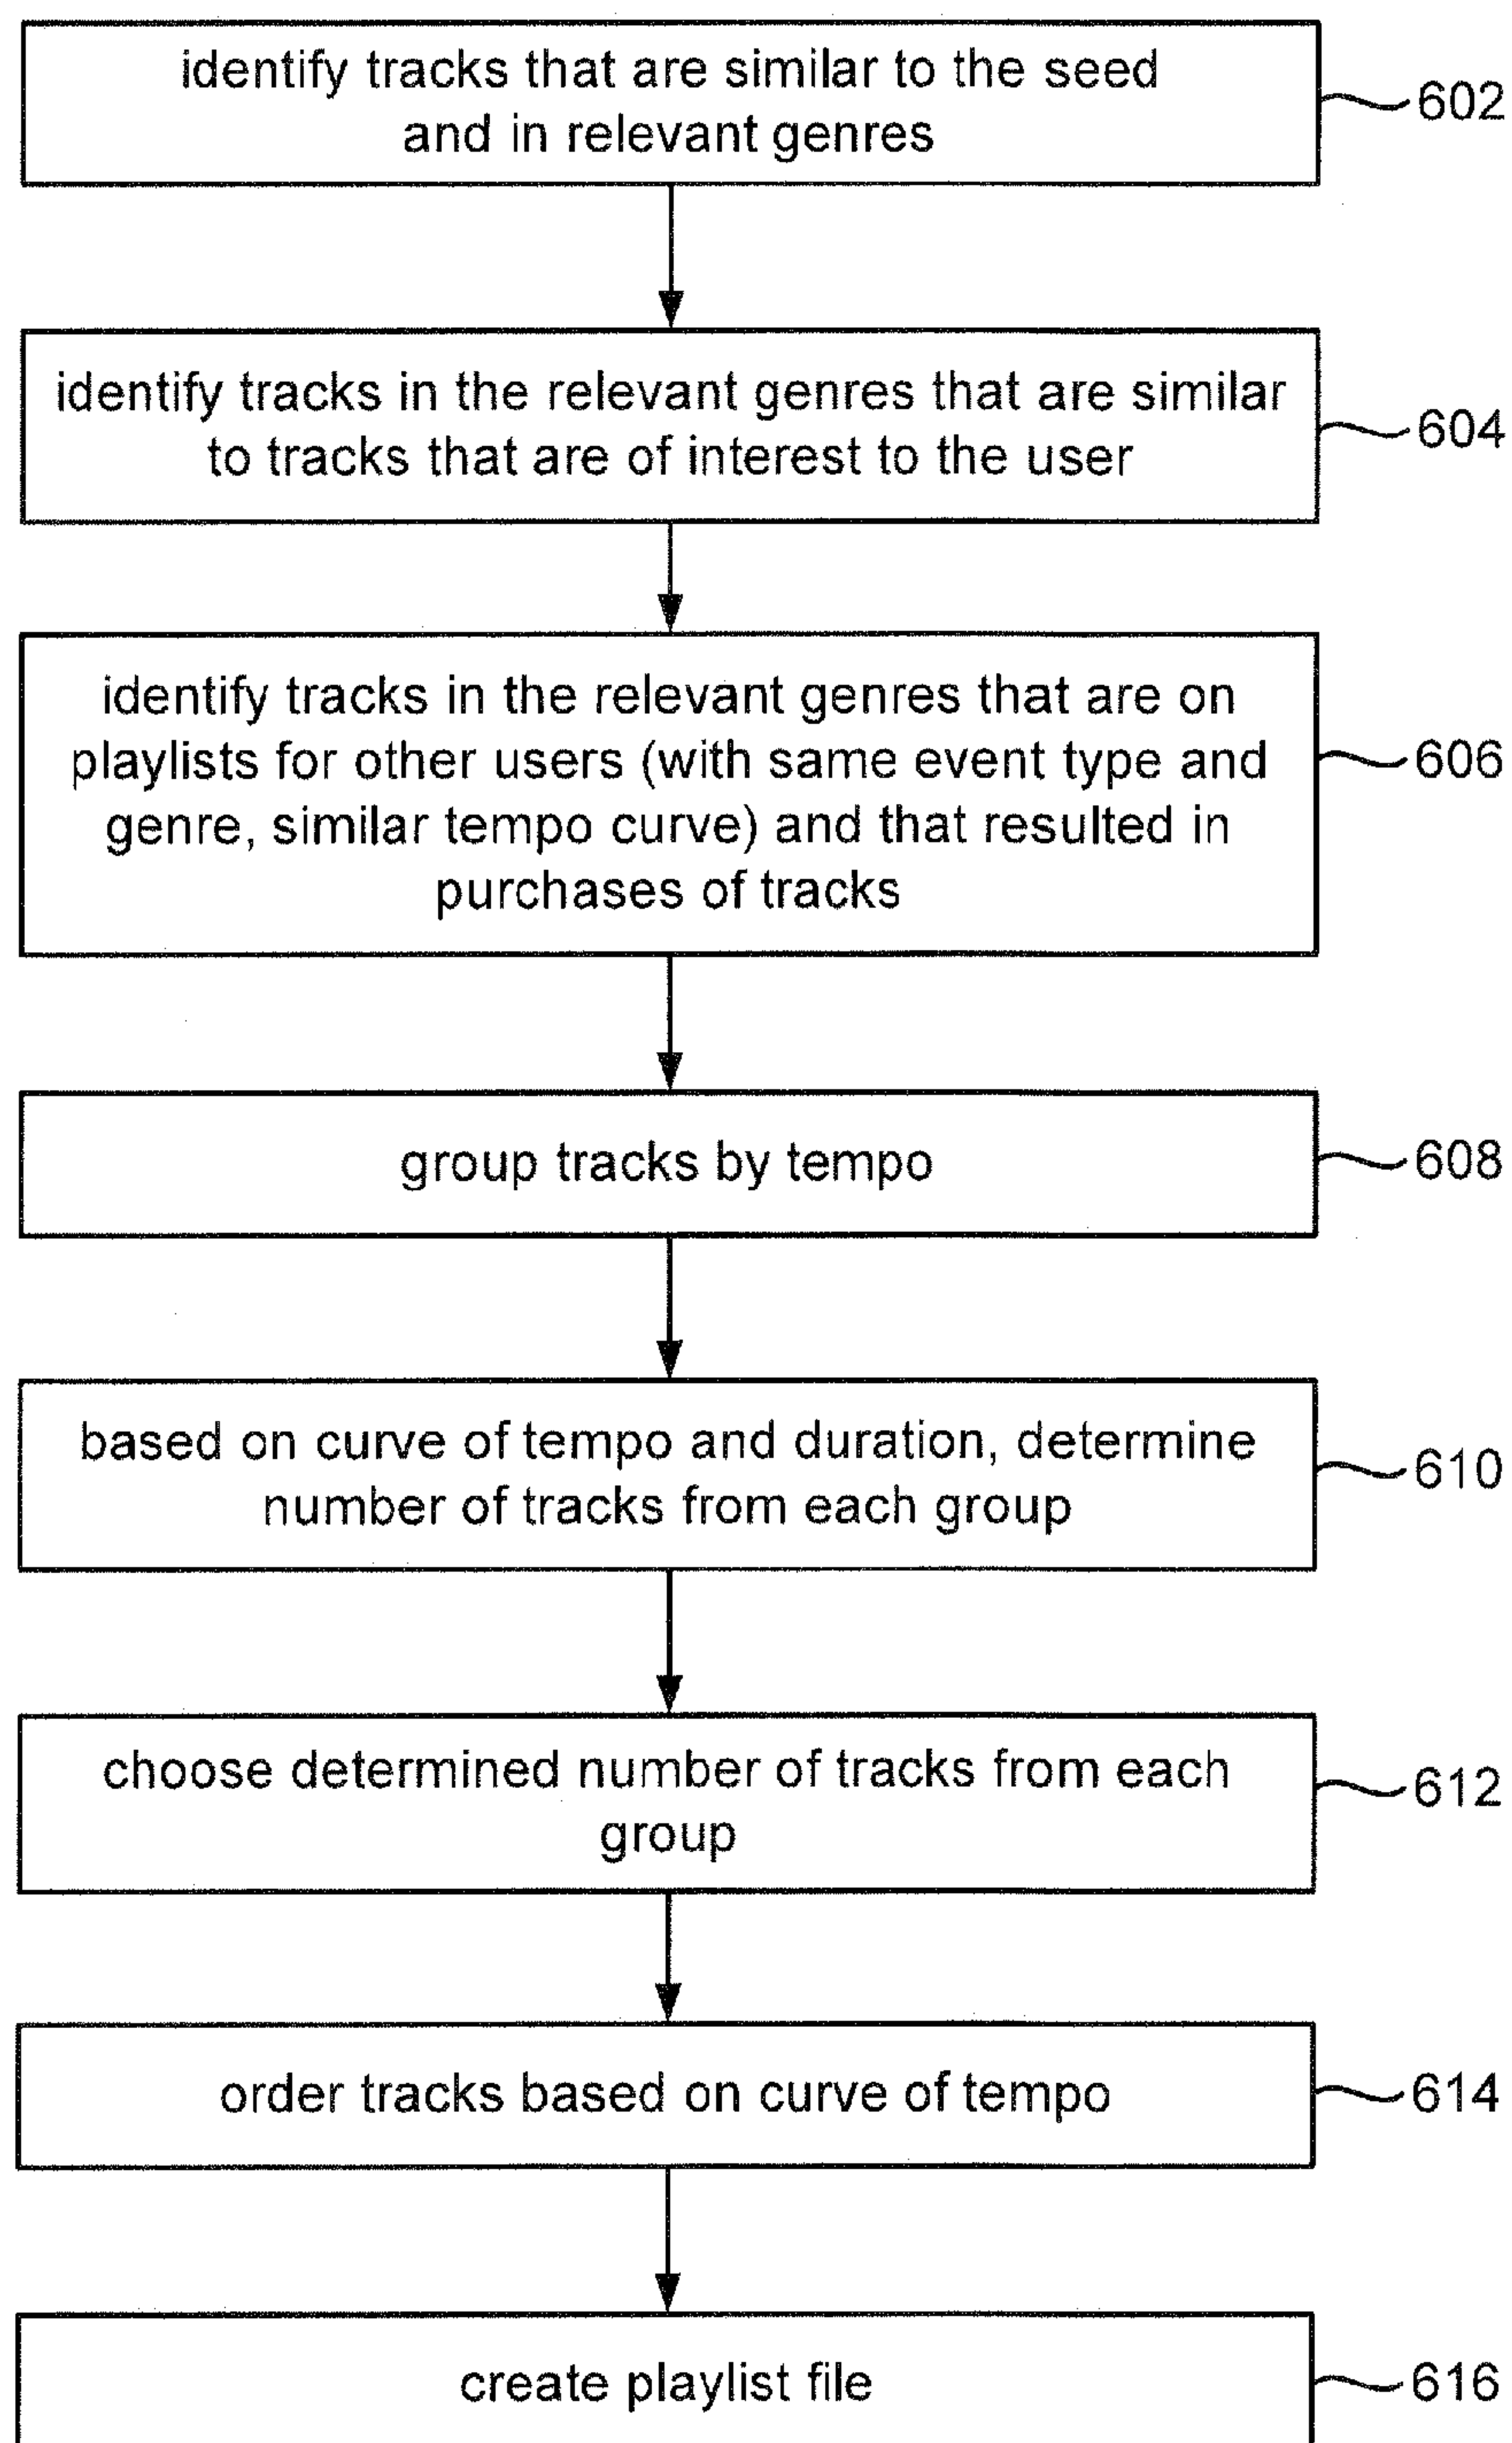 identify tracks that are similar to the seed
and in relevant genres
602
identify tracks in the relevant genres that are similar
to tracks that are of interest to the user
604
identify tracks in the relevant genres that are on
playlists for other users (with same event type and
genre, similar tempo curve) and that resulted in
purchases of tracks
606
group tracks by tempo
608
based on curve of tempo and duration, determine
number of tracks from each group
610
choose determined number of tracks from each
group
612
order tracks based on curve of tempo
614
create playlist file
616